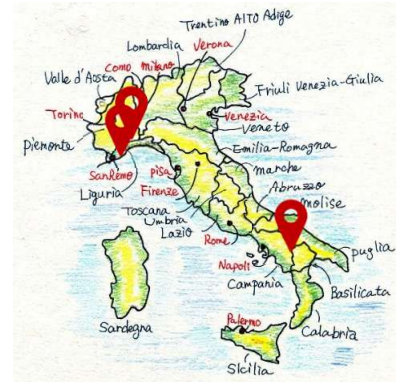 Trentino Alto Adige
Lombardia
Verona
Como
Milano
Valle d'Aosta
Friuli Venezia-Giulia
Torino
Venezia
Veneto
Piemonte
Emilia-Romagna
SanRemo
Pisa
marche
Liguria
Firenze
Abruzzo
Toscana
molise
Umbria
Lazio
Rome
puglia
Napoli
Campania
Basilicata
Sardegna
Palermo
Calabria
Sicilia